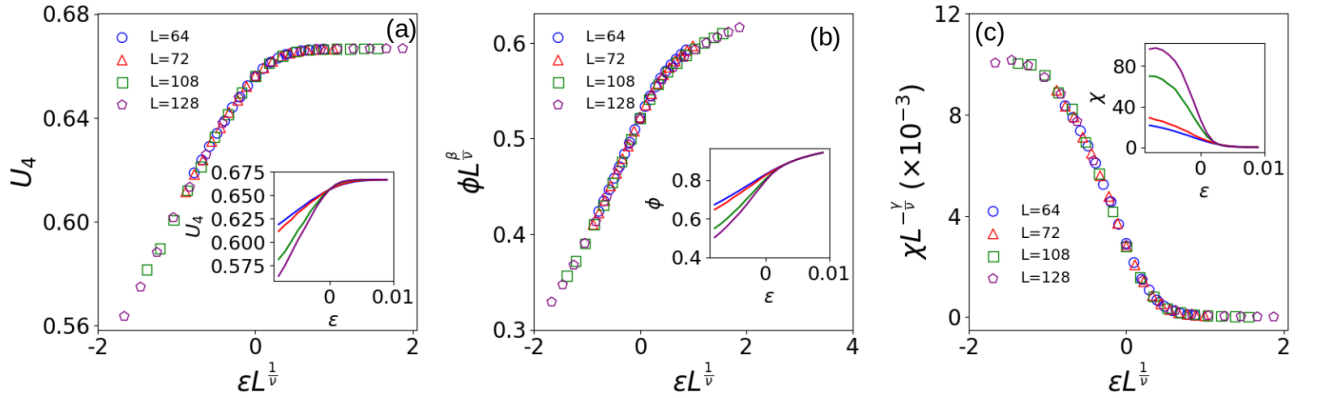 (a)
0.68
0.64
0.60
0.56
U₄
L=64
L=72
L=108
L=128
0.675
0.650
0.625
0.600
0.575
U₄
0 0.01
ε
-2 0 2
εL^{1/ν}
(b)
0.6
0.5
0.4
0.3
ϕL^{β/ν}
L=64
L=72
L=108
L=128
0.8
0.6
0.4
ϕ
0 0.01
ε
-2 0 2 4
εL^{1/ν}
(c)
12
8
4
0
χL^{-γ/ν} (×10⁻³)
80
40
0
χ
0 0.01
ε
L=64
L=72
L=108
L=128
-2 0 2
εL^{1/ν}